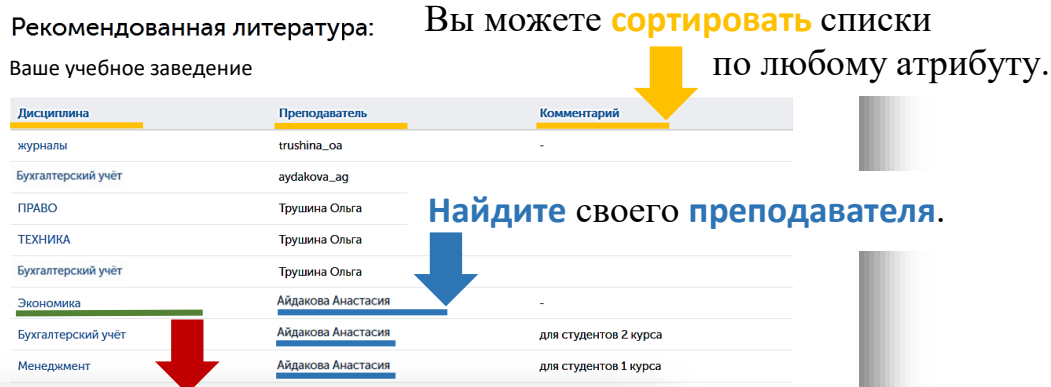 Рекомендованная литература:
Вы можете сортировать списки
по любому атрибуту.
Ваше учебное заведение
Дисциплина Преподаватель Комментарий
журналы trushina_oa -
Бухгалтерский учёт aydakova_ag
ПРАВО Трушина Ольга
Найдите своего преподавателя.
ТЕХНИКА Трушина Ольга
Бухгалтерский учёт Трушина Ольга
Экономика Айдакова Анастасия -
Бухгалтерский учёт Айдакова Анастасия для студентов 2 курса
Менеджмент Айдакова Анастасия для студентов 1 курса